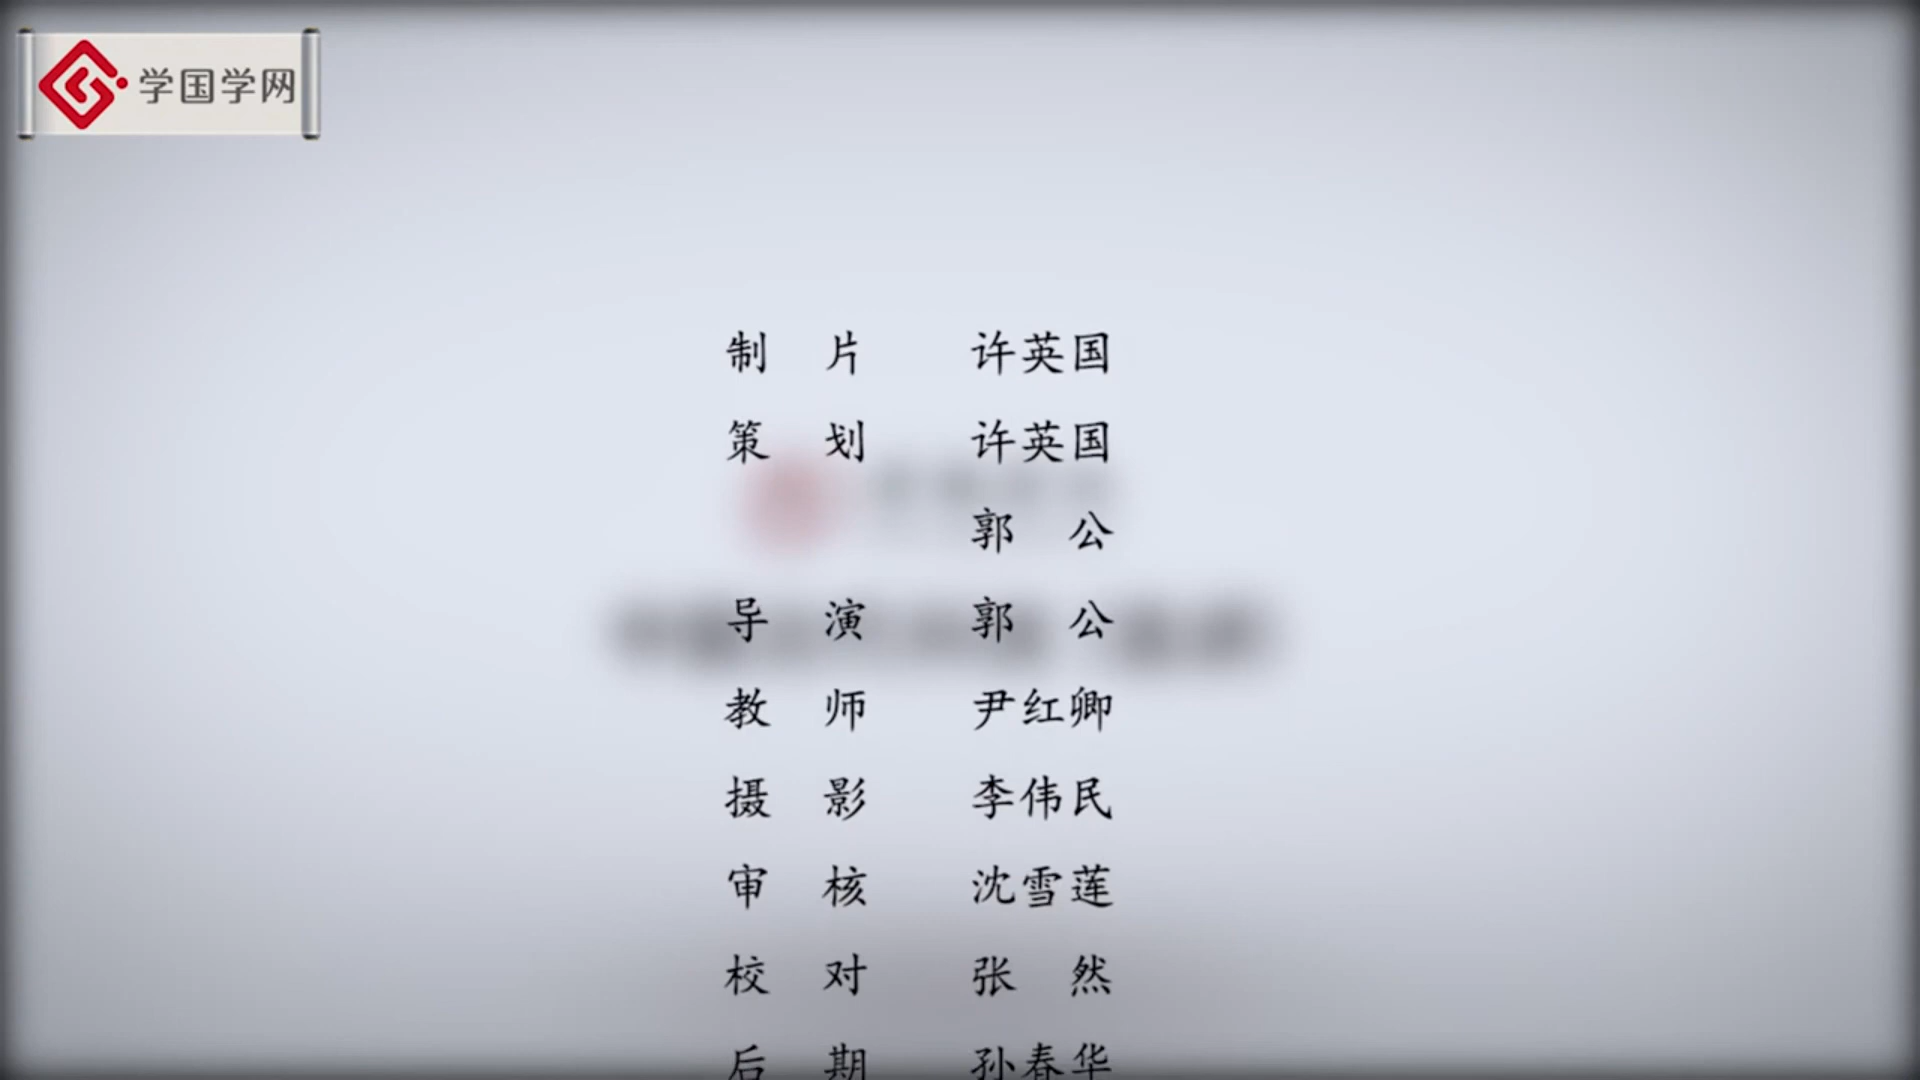 学国学网
制 片 许英国
策 划 许英国
郭 公
导 演 郭 公
教 师 尹红卿
摄 影 李伟民
审 核 沈雪莲
校 对 张 然
后 期 孙春华